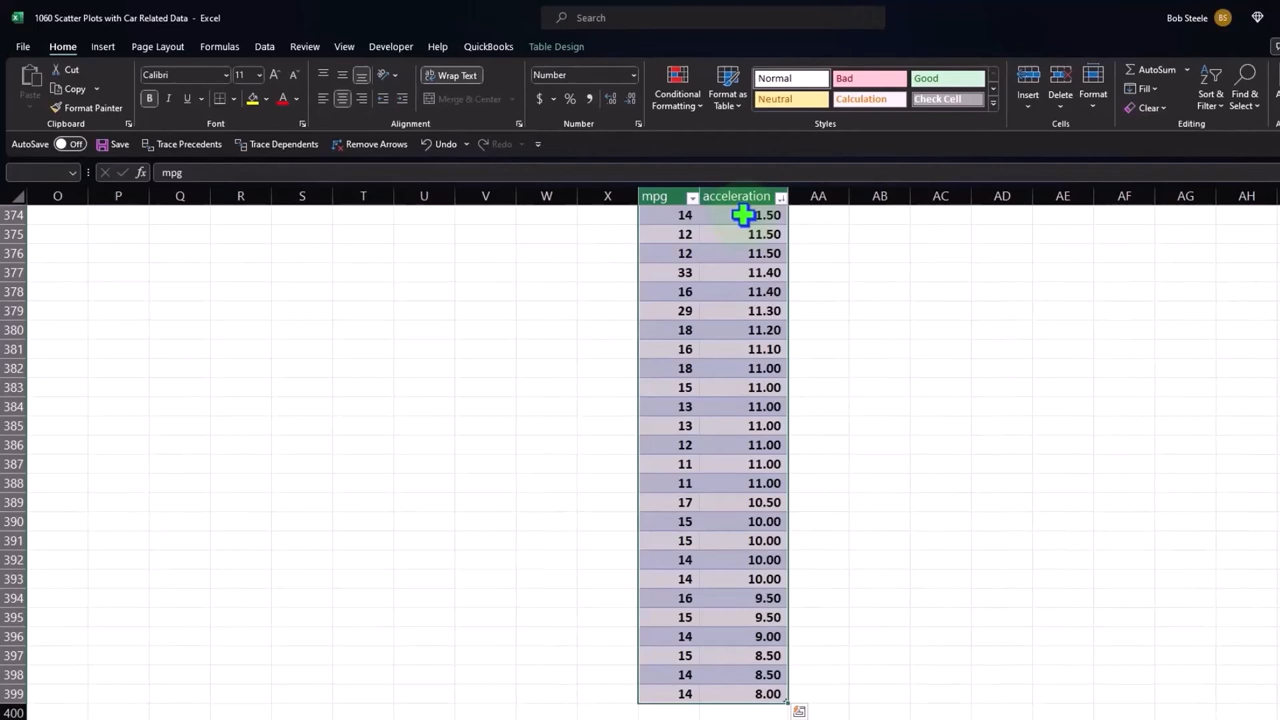 1060 Scatter Plots with Car Related Data - Excel
Search
Bob Steele BS
File Home Insert Page Layout Formulas Data Review View Developer Help QuickBooks Table Design
Paste Cut Copy Format Painter
Calibri 11 Wrap Text Merge & Center Number
Conditional Formatting Format as Table
Normal Bad Good
Neutral Calculation Check Cell
Insert Delete Format
AutoSum Fill Clear
Sort & Filter Find & Select
Clipboard Font Alignment Number Styles Cells Editing
AutoSave Off Save Trace Precedents Trace Dependents Remove Arrows Undo Redo
fx mpg
O P Q R S T U V W X mpg acceleration AA AB AC AD AE AF AG AH
374 14 1.50
375 12 11.50
376 12 11.50
377 33 11.40
378 16 11.40
379 29 11.30
380 18 11.20
381 16 11.10
382 18 11.00
383 15 11.00
384 13 11.00
385 13 11.00
386 12 11.00
387 11 11.00
388 11 11.00
389 17 10.50
390 15 10.00
391 15 10.00
392 14 10.00
393 14 10.00
394 16 9.50
395 15 9.50
396 14 9.00
397 15 8.50
398 14 8.50
399 14 8.00
400